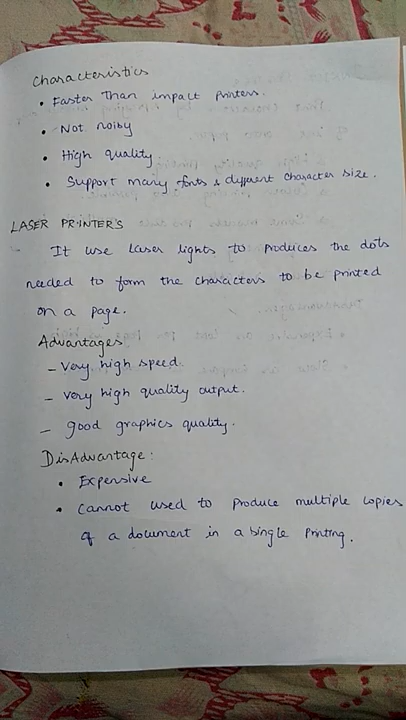 Characteristics
• Faster Than impact printers.
• Not noisy
• High quality
• Support many fonts & different character size.
LASER PRINTER'S
It use laser lights to produces the dots
needed to form the characters to be printed
on a page.
Advantages
- Very high speed
- very high quality output.
- good graphics quality.
DisAdvantage:
• Expensive
• Cannot used to produce multiple copies
of a document in a single printing.